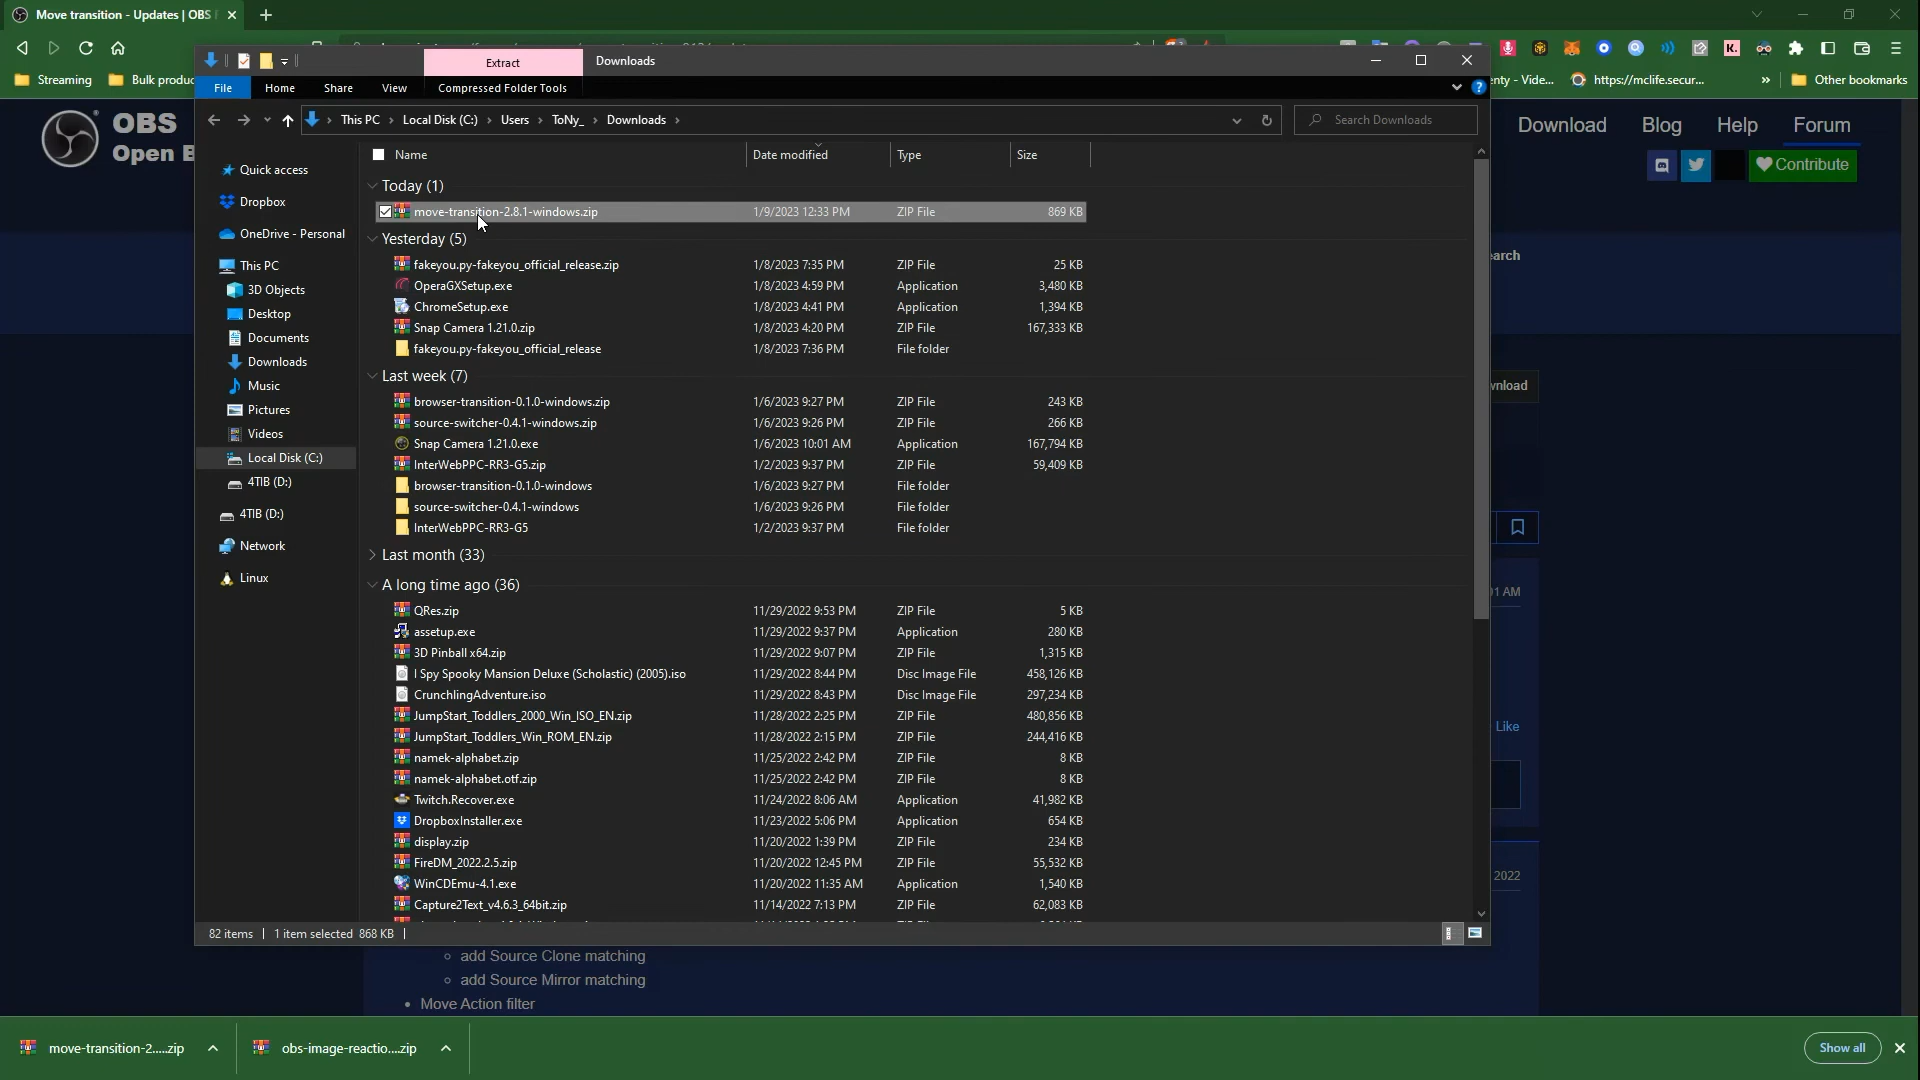 Move transition - Updates | OBS
Streaming
Bulk produc
enty - Vide...
https://mclife.secur...
Other bookmarks
K.
OBS
Open B
Download
Blog
Help
Forum
Contribute
Extract
Downloads
File
Home
Share
View
Compressed Folder Tools
This PC
Local Disk (C:)
Users
ToNy_
Downloads
Search Downloads
Name
Date modified
Type
Size
Quick access
Dropbox
OneDrive - Personal
This PC
3D Objects
Desktop
Documents
Downloads
Music
Pictures
Videos
Local Disk (C:)
4TIB (D:)
4TIB (D:)
Network
Linux
Today (1)
move-transition-2.8.1-windows.zip 1/9/2023 12:33 PM ZIP File 869 KB
Yesterday (5)
fakeyou.py-fakeyou_official_release.zip 1/8/2023 7:35 PM ZIP File 25 KB
OperaGXSetup.exe 1/8/2023 4:59 PM Application 3,480 KB
ChromeSetup.exe 1/8/2023 4:41 PM Application 1,394 KB
Snap Camera 1.21.0.zip 1/8/2023 4:20 PM ZIP File 167,333 KB
fakeyou.py-fakeyou_official_release 1/8/2023 7:36 PM File folder
Last week (7)
browser-transition-0.1.0-windows.zip 1/6/2023 9:27 PM ZIP File 243 KB
source-switcher-0.4.1-windows.zip 1/6/2023 9:26 PM ZIP File 266 KB
Snap Camera 1.21.0.exe 1/6/2023 10:01 AM Application 167,794 KB
InterWebPPC-RR3-G5.zip 1/2/2023 9:37 PM ZIP File 59,409 KB
browser-transition-0.1.0-windows 1/6/2023 9:27 PM File folder
source-switcher-0.4.1-windows 1/6/2023 9:26 PM File folder
InterWebPPC-RR3-G5 1/2/2023 9:37 PM File folder
Last month (33)
A long time ago (36)
QRes.zip 11/29/2022 9:53 PM ZIP File 5 KB
assetup.exe 11/29/2022 9:37 PM Application 280 KB
3D Pinball x64.zip 11/29/2022 9:07 PM ZIP File 1,315 KB
I Spy Spooky Mansion Deluxe (Scholastic) (2005).iso 11/29/2022 8:44 PM Disc Image File 458,126 KB
CrunchlingAdventure.iso 11/29/2022 8:43 PM Disc Image File 297,234 KB
JumpStart_Toddlers_2000_Win_ISO_EN.zip 11/28/2022 2:25 PM ZIP File 480,856 KB
JumpStart_Toddlers_Win_ROM_EN.zip 11/28/2022 2:15 PM ZIP File 244,416 KB
namek-alphabet.zip 11/25/2022 2:42 PM ZIP File 8 KB
namek-alphabet.otf.zip 11/25/2022 2:42 PM ZIP File 8 KB
Twitch.Recover.exe 11/24/2022 8:06 AM Application 41,982 KB
DropboxInstaller.exe 11/23/2022 5:06 PM Application 654 KB
display.zip 11/20/2022 1:39 PM ZIP File 234 KB
FireDM_2022.2.5.zip 11/20/2022 12:45 PM ZIP File 55,532 KB
WinCDEmu-4.1.exe 11/20/2022 11:35 AM Application 1,540 KB
Capture2Text_v4.6.3_64bit.zip 11/14/2022 7:13 PM ZIP File 62,083 KB
82 items
1 item selected 868 KB
earch
wnload
01 AM
Like
2022
add Source Clone matching
add Source Mirror matching
Move Action filter
move-transition-2.....zip
obs-image-reactio....zip
Show all